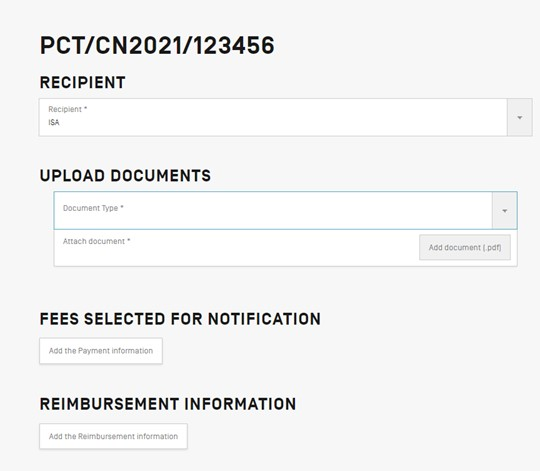 PCT/CN2021/123456
RECIPIENT
Recipient *
ISA
UPLOAD DOCUMENTS
Document Type *
Attach document *
Add document (.pdf)
FEES SELECTED FOR NOTIFICATION
Add the Payment information
REIMBURSEMENT INFORMATION
Add the Reimbursement information